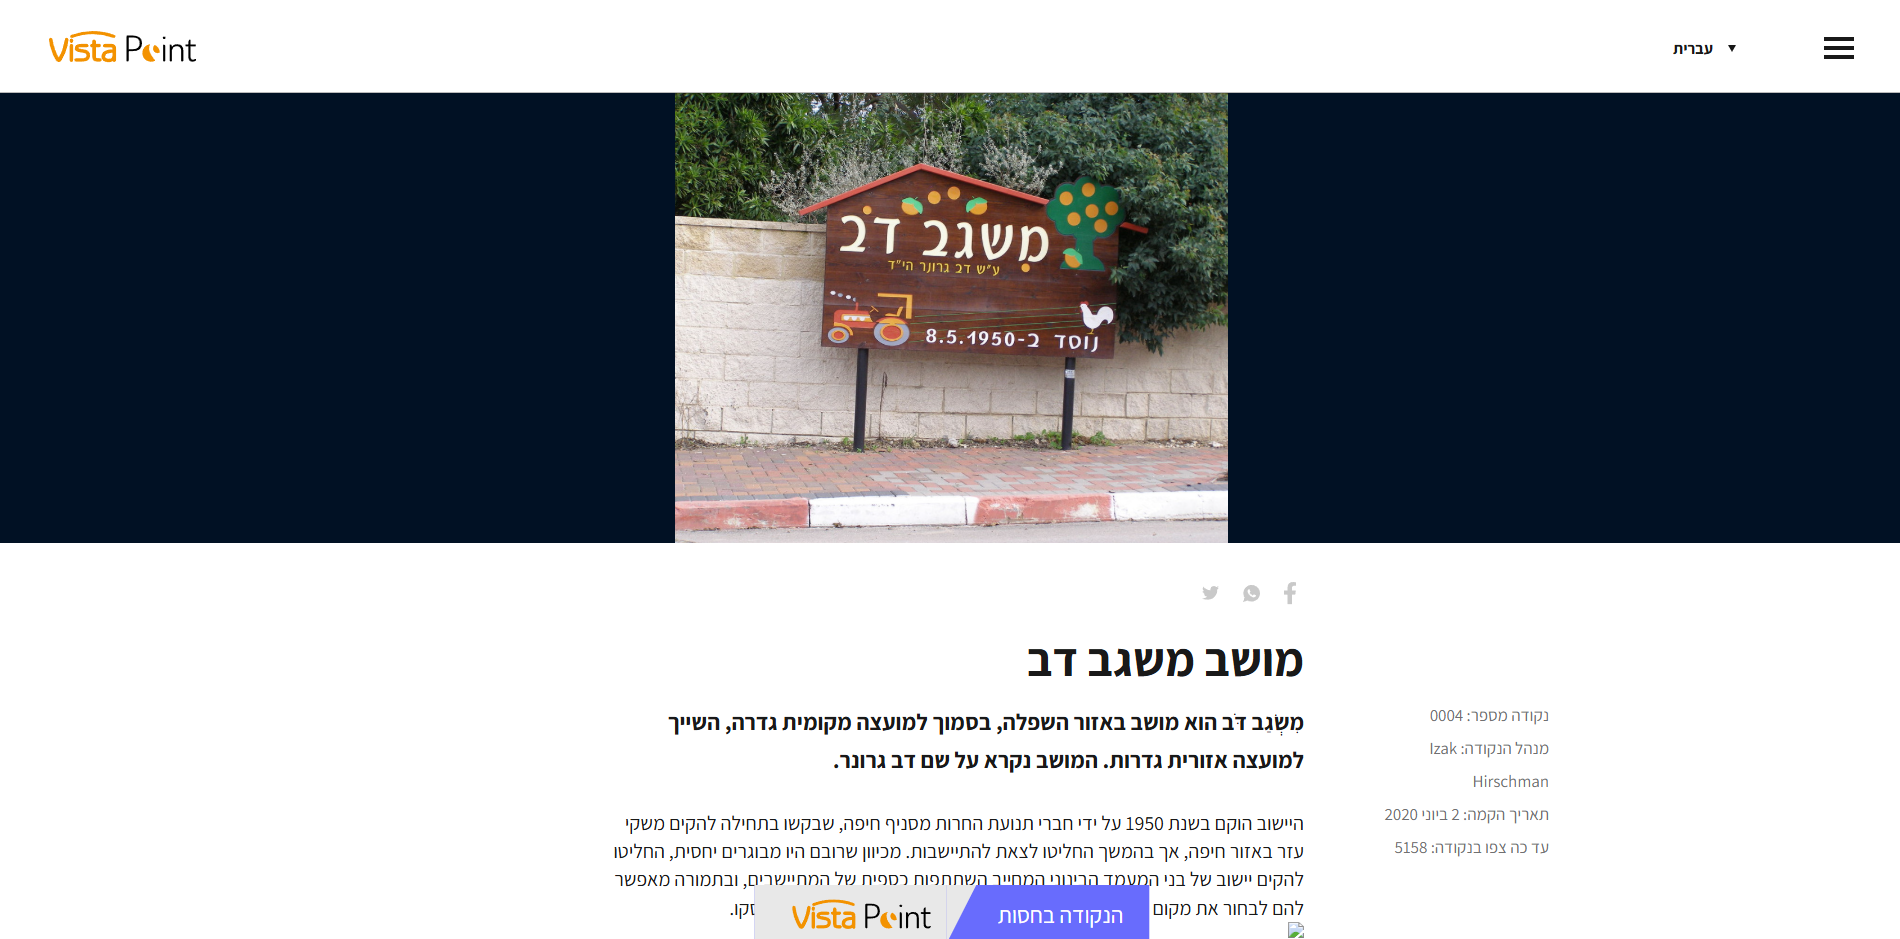 Vista Point
עברית
משגב דב
ע״ש דב גרונר הי״ד
נוסד ב-8.5.1950
מושב משגב דב
מִשְׂגַּב דֹּב הוא מושב באזור השפלה, בסמוך למועצה מקומית גדרה, השייך
למועצה אזורית גדרות. המושב נקרא על שם דב גרונר.
נקודה מספר: 0004
מנהל הנקודה: Izak
Hirschman
תאריך הקמה: 2 ביוני 2020
עד כה צפו בנקודה: 5158
היישוב הוקם בשנת 1950 על ידי חברי תנועת החרות מסניף חיפה, שבקשו בתחילה להקים משקי
עזר באזור חיפה, אך בהמשך החליטו לצאת להתיישבות. מכיוון שרובם היו מבוגרים יחסית, החליטו
להקים יישוב של בני המעמד הבינוני המחייב השתתפות כספית של המתיישבים, ובתמורה מאפשר
להם לבחור את מקום
הנקודה בחסות
Vista Point